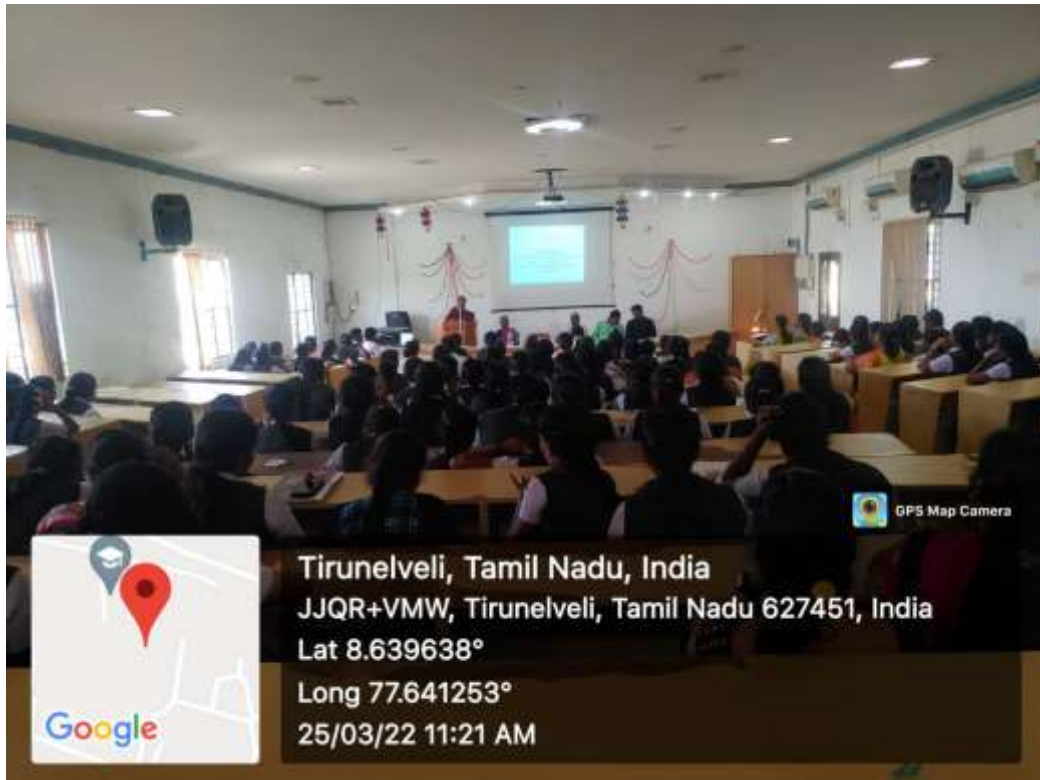 GPS Map Camera
Tirunelveli, Tamil Nadu, India
JJQR+VMW, Tirunelveli, Tamil Nadu 627451, India
Lat 8.639638°
Long 77.641253°
25/03/22 11:21 AM
Google